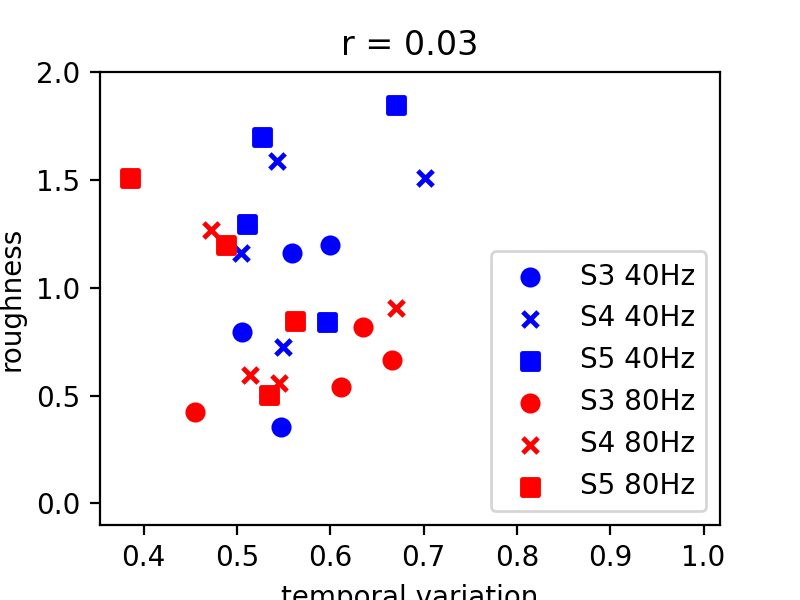 r = 0.03
2.0
1.5
1.0
0.5
0.0
roughness
S3 40Hz
S4 40Hz
S5 40Hz
S3 80Hz
S4 80Hz
S5 80Hz
0.4 0.5 0.6 0.7 0.8 0.9 1.0
temporal variation